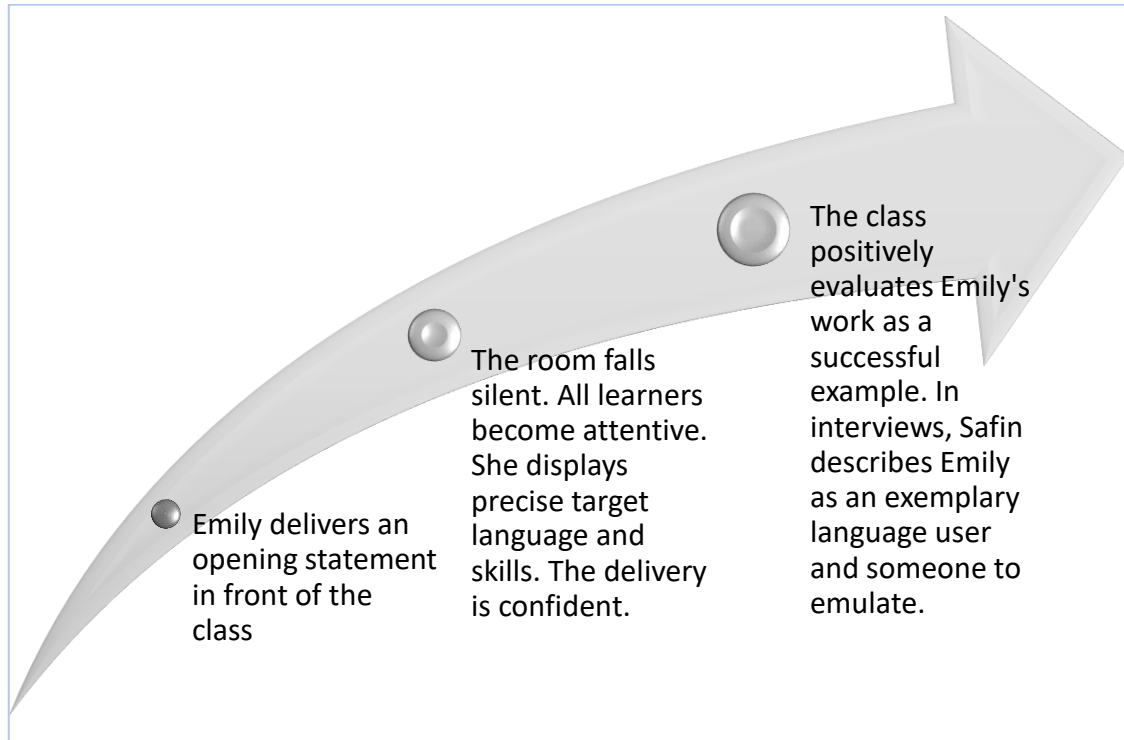 Emily delivers an
opening statement
in front of the
class
The room falls
silent. All learners
become attentive.
She displays
precise target
language and
skills. The delivery
is confident.
The class
positively
evaluates Emily's
work as a
successful
example. In
interviews, Safin
describes Emily
as an exemplary
language user
and someone to
emulate.